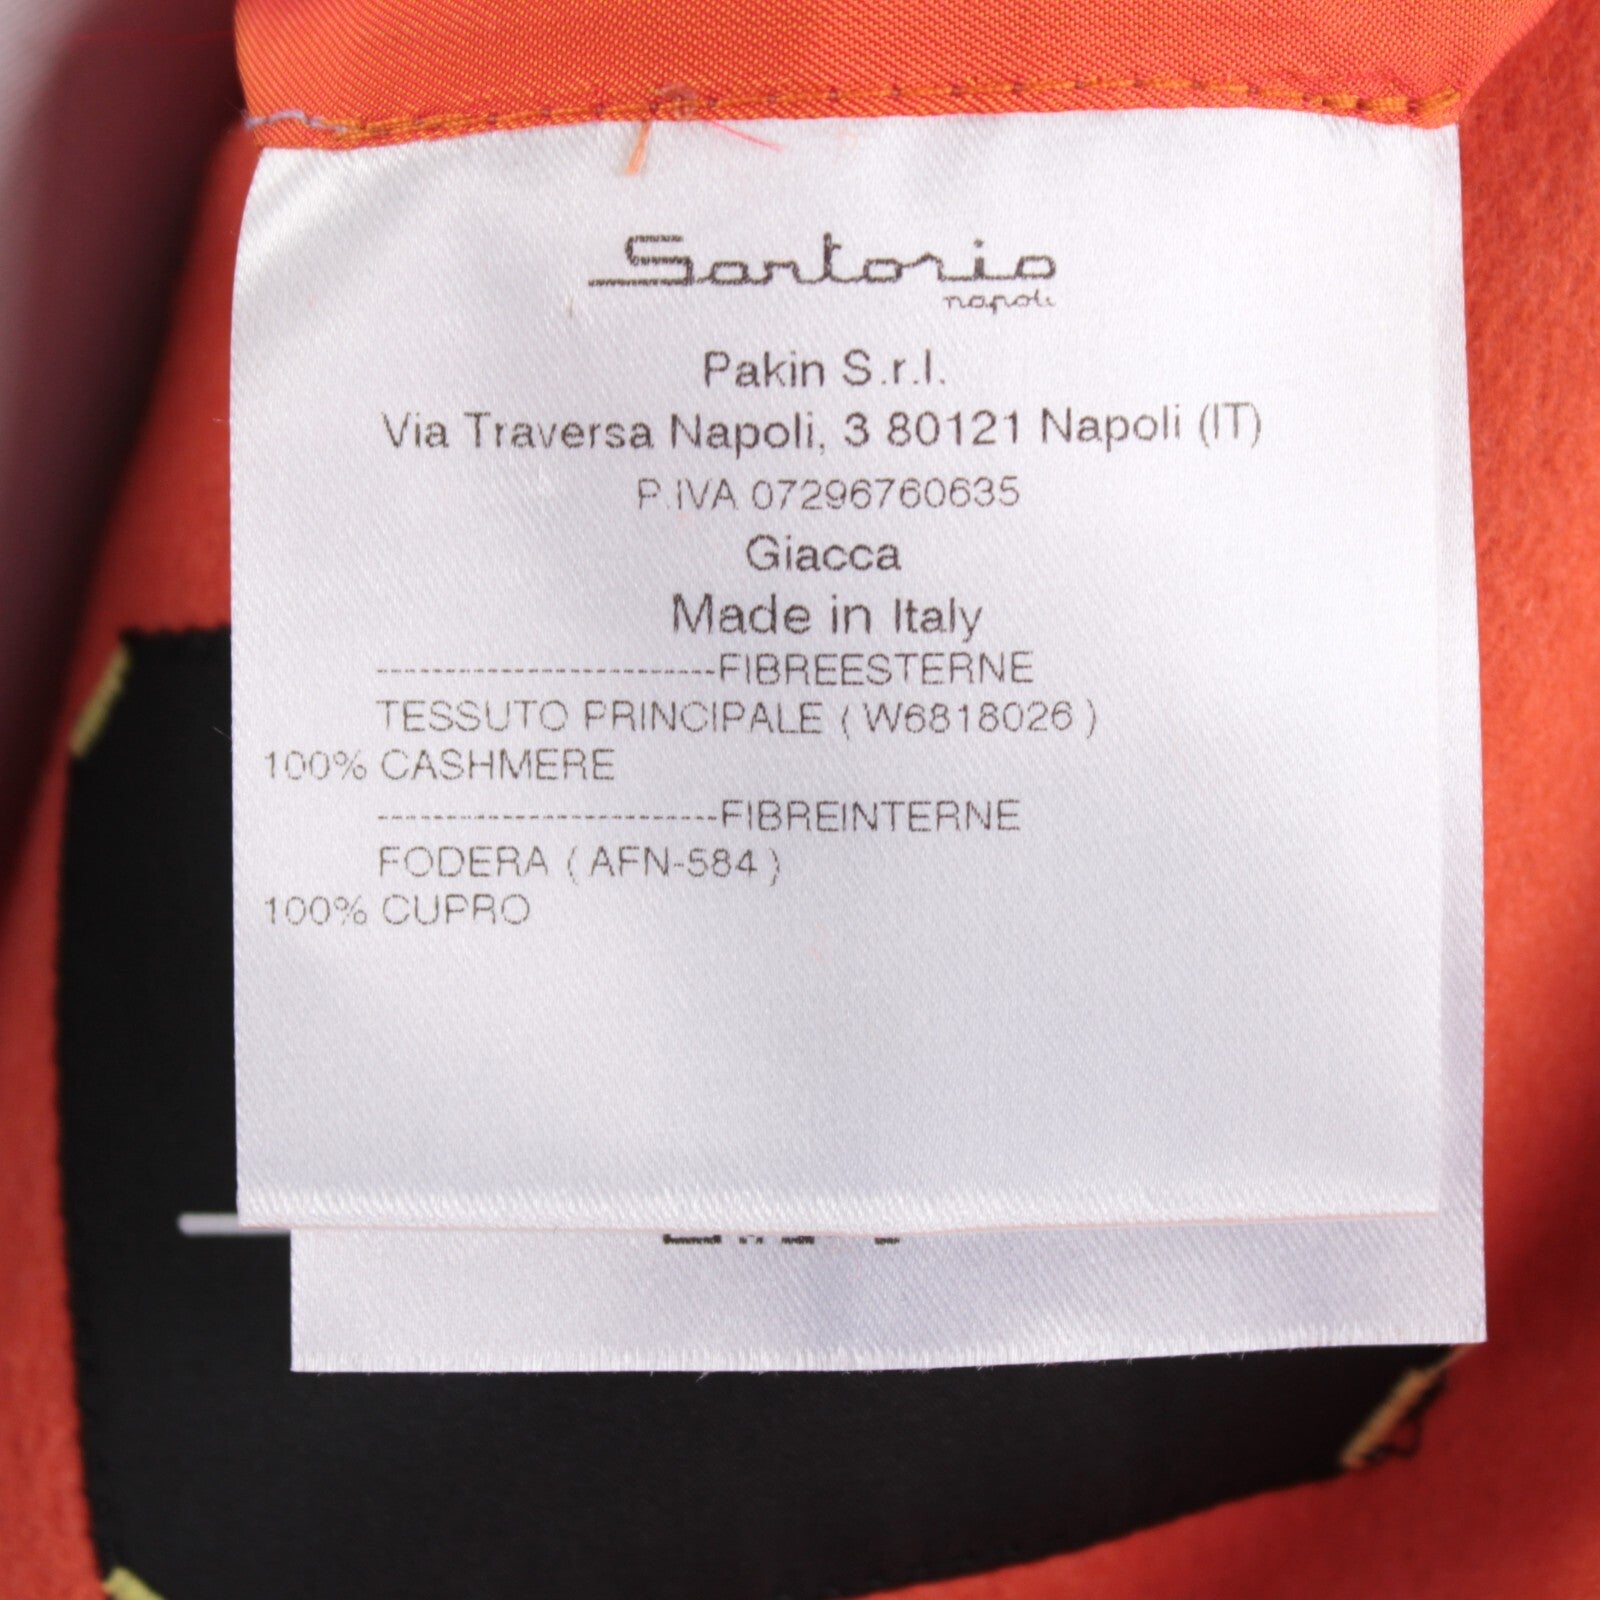 Sartorio
napoli
Pakin S.r.l.
Via Traversa Napoli, 3 80121 Napoli (IT)
P.IVA 07296760635
Giacca
Made in Italy
------------------------FIBREESTERNE
TESSUTO PRINCIPALE ( W6818026 )
100% CASHMERE
------------------------FIBREINTERNE
FODERA ( AFN-584 )
100% CUPRO